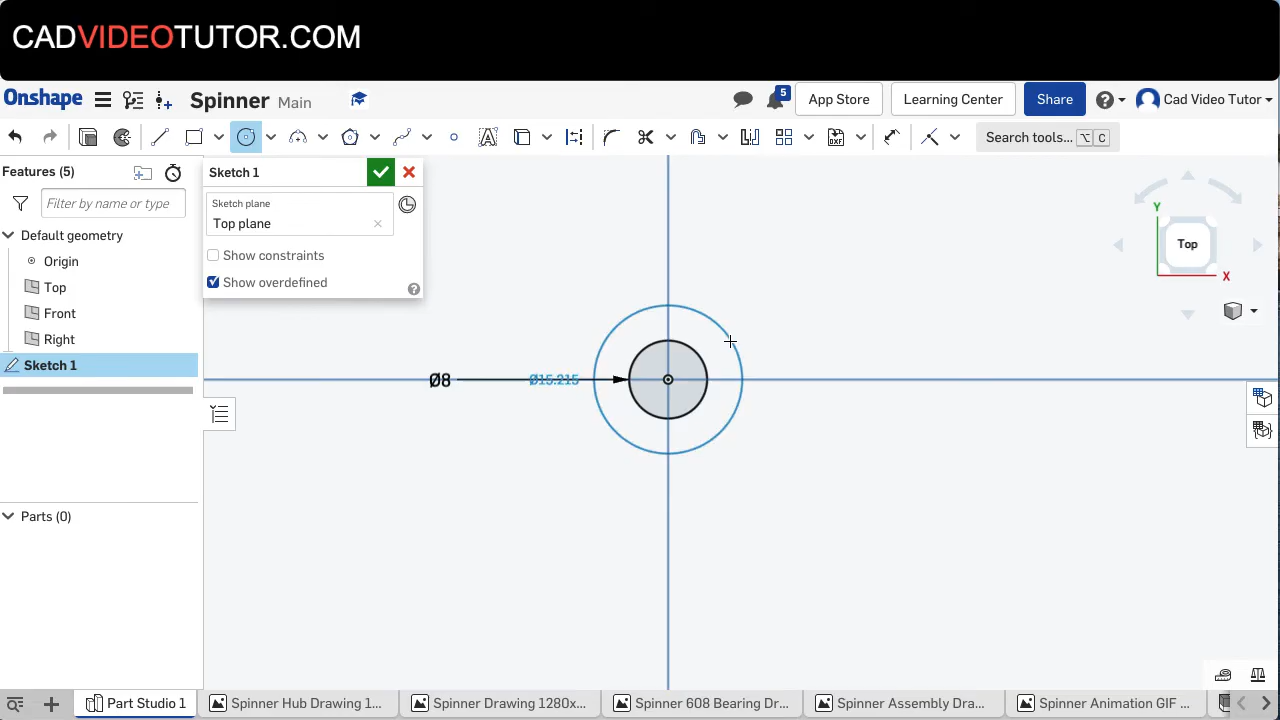 CADVIDEOTUTOR.COM
Onshape
Spinner Main
5
App Store
Learning Center
Share
Cad Video Tutor
Search tools... ⌥ C
Features (5)
Filter by name or type
Default geometry
Origin
Top
Front
Right
Sketch 1
Parts (0)
Sketch 1
Sketch plane
Top plane
Show constraints
Show overdefined
Ø8
Ø15.215
Y
Top
X
Part Studio 1
Spinner Hub Drawing 1...
Spinner Drawing 1280x...
Spinner 608 Bearing Dr...
Spinner Assembly Dra...
Spinner Animation GIF ...